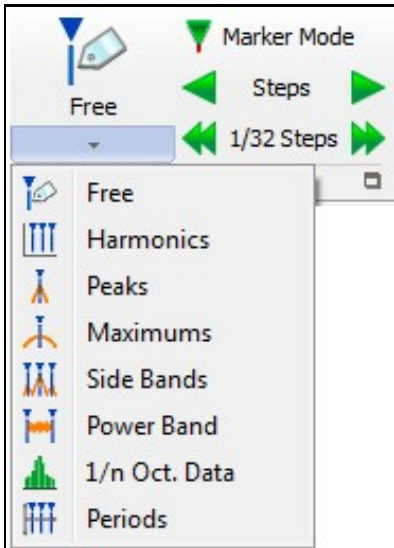 Marker Mode
Free
Steps
1/32 Steps
Free
Harmonics
Peaks
Maximums
Side Bands
Power Band
1/n Oct. Data
Periods